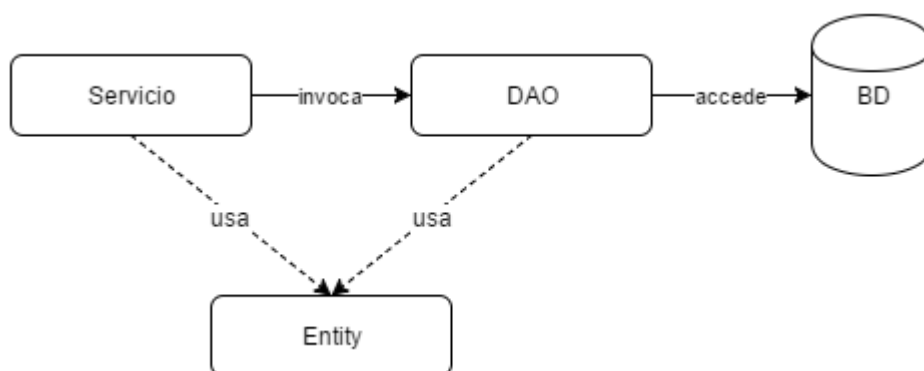 Servicio
invoca
DAO
accede
BD
usa
usa
Entity